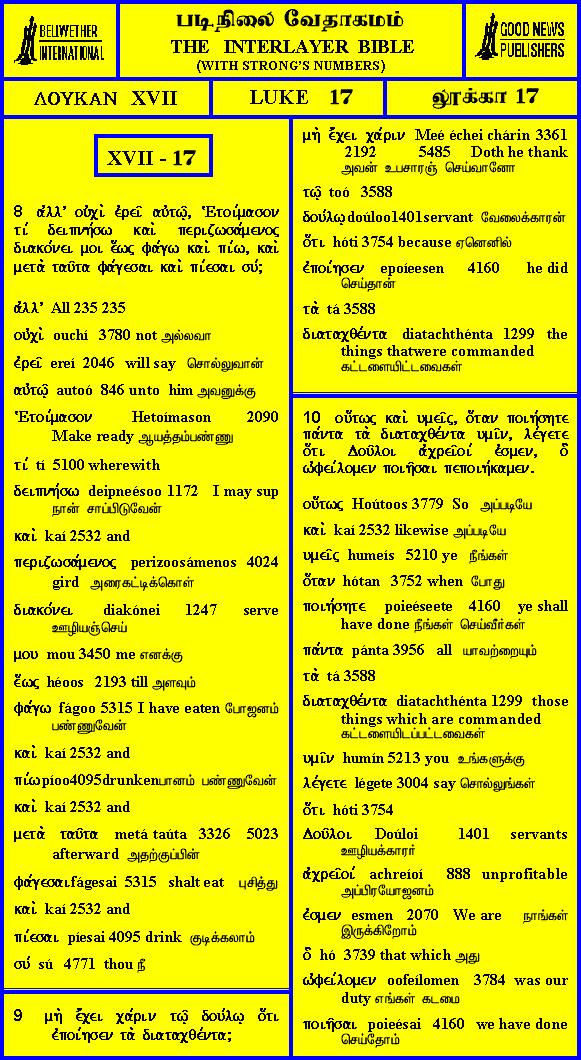 BELLWETHER
INTERNATIONAL
படிநிலை வேதாகமம்
THE INTERLAYER BIBLE
(WITH STRONG'S NUMBERS)
GOOD NEWS
PUBLISHERS
ΛΟΥΚΑΝ XVII
LUKE 17
லூக்கா 17
XVII - 17
8 ἀλλ' οὐχὶ ἐρεῖ αὐτῷ, Ἑτοίμασον
τί δειπνήσω καὶ περιζωσάμενος
διακόνει μοι ἕως φάγω καὶ πίω, καὶ
μετὰ ταῦτα φάγεσαι καὶ πίεσαι σύ;
ἀλλ' All 235 235
οὐχὶ ouchí 3780 not அல்லவா
ἐρεῖ ereí 2046 will say சொல்லுவான்
αὐτῷ autoó 846 unto him அவனுக்கு
Ἑτοίμασον Hetoímason 2090
Make ready ஆயத்தம்பண்ணு
τί tí 5100 wherewith
δειπνήσω deipneésoo 1172 I may sup
நான் சாப்பிடுவேன்
καὶ kaí 2532 and
περιζωσάμενος perizoosámenos 4024
gird அரைகட்டிக்கொள்
διακόνει diakónei 1247 serve
ஊழியஞ்செய்
μου mou 3450 me எனக்கு
ἕως héoos 2193 till அளவும்
φάγω fágoo 5315 I have eaten போஜனம்
பண்ணுவேன்
καὶ kaí 2532 and
πίω píoo4095drunkenயானம் பண்ணுவேன்
καὶ kaí 2532 and
μετὰ ταῦτα metá taúta 3326 5023
afterward அதற்குப்பின்
φάγεσαι fágesai 5315 shalt eat புசித்து
καὶ kaí 2532 and
πίεσαι píesai 4095 drink குடிக்கலாம்
σύ sú 4771 thou நீ
9 μὴ ἔχει χάριν τῷ δούλῳ ὅτι
ἐποίησεν τὰ διαταχθέντα;
μὴ ἔχει χάριν Meé échei chárin 3361
2192 5485 Doth he thank
அவன் உபசாரஞ் செய்வானோ
τῷ toó 3588
δούλῳ doúloo1401servant வேலைக்காரன்
ὅτι hóti 3754 because ஏனெனில்
ἐποίησεν epoíeesen 4160 he did
செய்தான்
τὰ tá 3588
διαταχθέντα diatachthénta 1299 the
things thatwere commanded
கட்டளையிட்டவைகள்
10 οὕτως καὶ υμεῖς, ὅταν ποιήσητε
πάντα τὰ διαταχθέντα υμῖν, λέγετε
ὅτι Δοῦλοι ἀχρεῖοί ἐσμεν, ὃ
ὠφείλομεν ποιῆσαι πεποιήκαμεν.
οὕτως Hoútoos 3779 So அப்படியே
καὶ kaí 2532 likewise அப்படியே
υμεῖς humeís 5210 ye நீங்கள்
ὅταν hótan 3752 when போது
ποιήσητε poieéseete 4160 ye shall
have done நீங்கள் செய்வீர்கள்
πάντα pánta 3956 all யாவற்றையும்
τὰ tá 3588
διαταχθέντα diatachthénta 1299 those
things which are commanded
கட்டளையிடப்பட்டவைகள்
υμῖν humín 5213 you உங்களுக்கு
λέγετε légete 3004 say சொல்லுங்கள்
ὅτι hóti 3754
Δοῦλοι Doúloi 1401 servants
ஊழியக்காரர்
ἀχρεῖοί achreíoí 888 unprofitable
அப்பிரயோஜனம்
ἐσμεν esmen 2070 We are நாங்கள்
இருக்கிறோம்
ὃ hó 3739 that which அது
ὠφείλομεν oofeílomen 3784 was our
duty எங்கள் கடமை
ποιῆσαι poieésai 4160 we have done
செய்தோம்